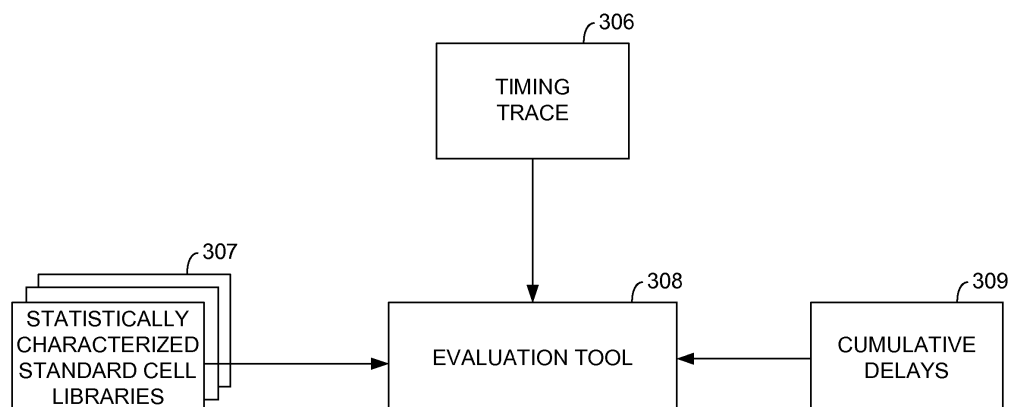 306
TIMING
TRACE
307
STATISTICALLY
CHARACTERIZED
STANDARD CELL
LIBRARIES
308
EVALUATION TOOL
309
CUMULATIVE
DELAYS